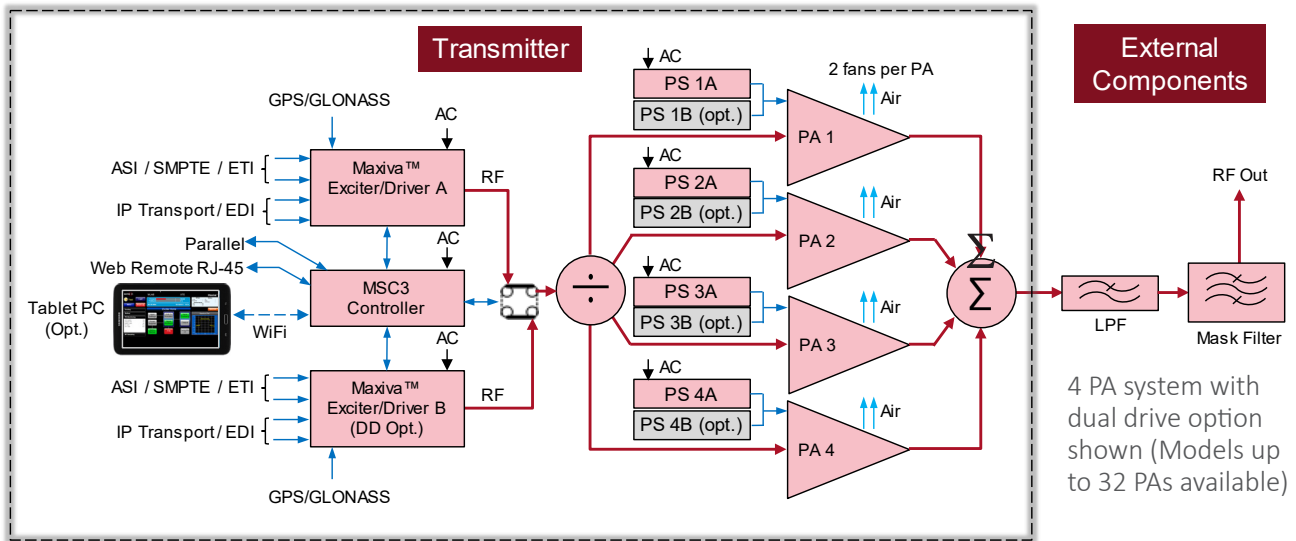 Transmitter
External
Components
GPS/GLONASS
AC
ASI / SMPTE / ETI
IP Transport/ EDI
Maxiva™
Exciter/Driver A
RF
Parallel
Web Remote RJ-45
Tablet PC
(Opt.)
WiFi
AC
MSC3
Controller
AC
ASI / SMPTE / ETI
IP Transport/ EDI
Maxiva™
Exciter/Driver B
(DD Opt.)
RF
GPS/GLONASS
÷
AC
PS 1A
PS 1B (opt.)
PA 1
2 fans per PA
Air
AC
PS 2A
PS 2B (opt.)
PA 2
Air
AC
PS 3A
PS 3B (opt.)
PA 3
Air
AC
PS 4A
PS 4B (opt.)
PA 4
Air
Σ
Σ
LPF
RF Out
Mask Filter
4 PA system with
dual drive option
shown (Models up
to 32 PAs available)